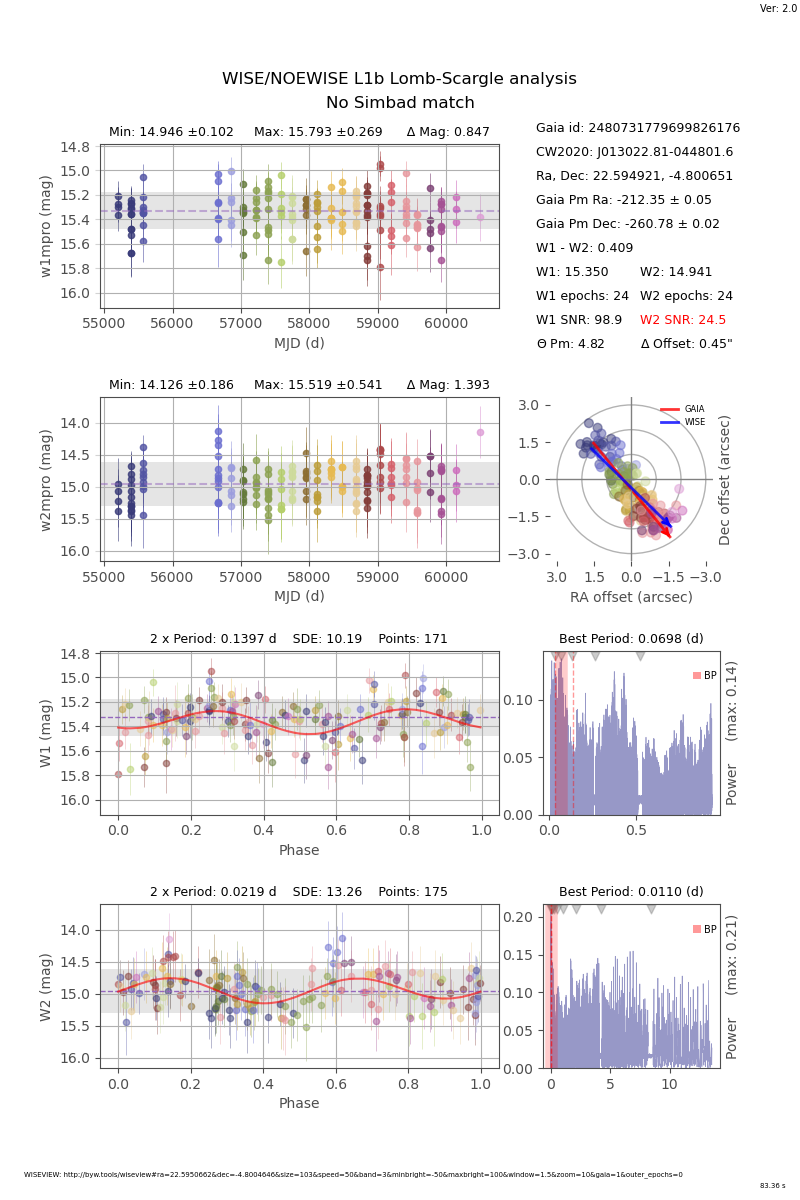 Ver: 2.0
WISE/NOEWISE L1b Lomb-Scargle analysis
No Simbad match
Min: 14.946 ±0.102 Max: 15.793 ±0.269 Δ Mag: 0.847
14.8
15.0
15.2
15.4
15.6
15.8
16.0
w1mpro (mag)
55000 56000 57000 58000 59000 60000
MJD (d)
Gaia id: 2480731779699826176
CW2020: J013022.81-044801.6
Ra, Dec: 22.594921, -4.800651
Gaia Pm Ra: -212.35 ± 0.05
Gaia Pm Dec: -260.78 ± 0.02
W1 - W2: 0.409
W1: 15.350 W2: 14.941
W1 epochs: 24 W2 epochs: 24
W1 SNR: 98.9 W2 SNR: 24.5
Θ Pm: 4.82 Δ Offset: 0.45"
Min: 14.126 ±0.186 Max: 15.519 ±0.541 Δ Mag: 1.393
14.0
14.5
15.0
15.5
16.0
w2mpro (mag)
55000 56000 57000 58000 59000 60000
MJD (d)
GAIA
WISE
3.0
1.5
0.0
−1.5
−3.0
Dec offset (arcsec)
3.0 1.5 0.0 −1.5 −3.0
RA offset (arcsec)
2 x Period: 0.1397 d SDE: 10.19 Points: 171
14.8
15.0
15.2
15.4
15.6
15.8
16.0
W1 (mag)
0.0 0.2 0.4 0.6 0.8 1.0
Phase
Best Period: 0.0698 (d)
BP
0.10
0.05
0.00
Power (max: 0.14)
0.0 0.5
2 x Period: 0.0219 d SDE: 13.26 Points: 175
14.0
14.5
15.0
15.5
16.0
W2 (mag)
0.0 0.2 0.4 0.6 0.8 1.0
Phase
Best Period: 0.0110 (d)
BP
0.20
0.15
0.10
0.05
0.00
Power (max: 0.21)
0 5 10
WISEVIEW: http://byw.tools/wiseview#ra=22.5950662&dec=-4.8004646&size=103&speed=50&band=3&minbright=-50&maxbright=100&window=1.5&zoom=10&gaia=1&outer_epochs=0
83.36 s